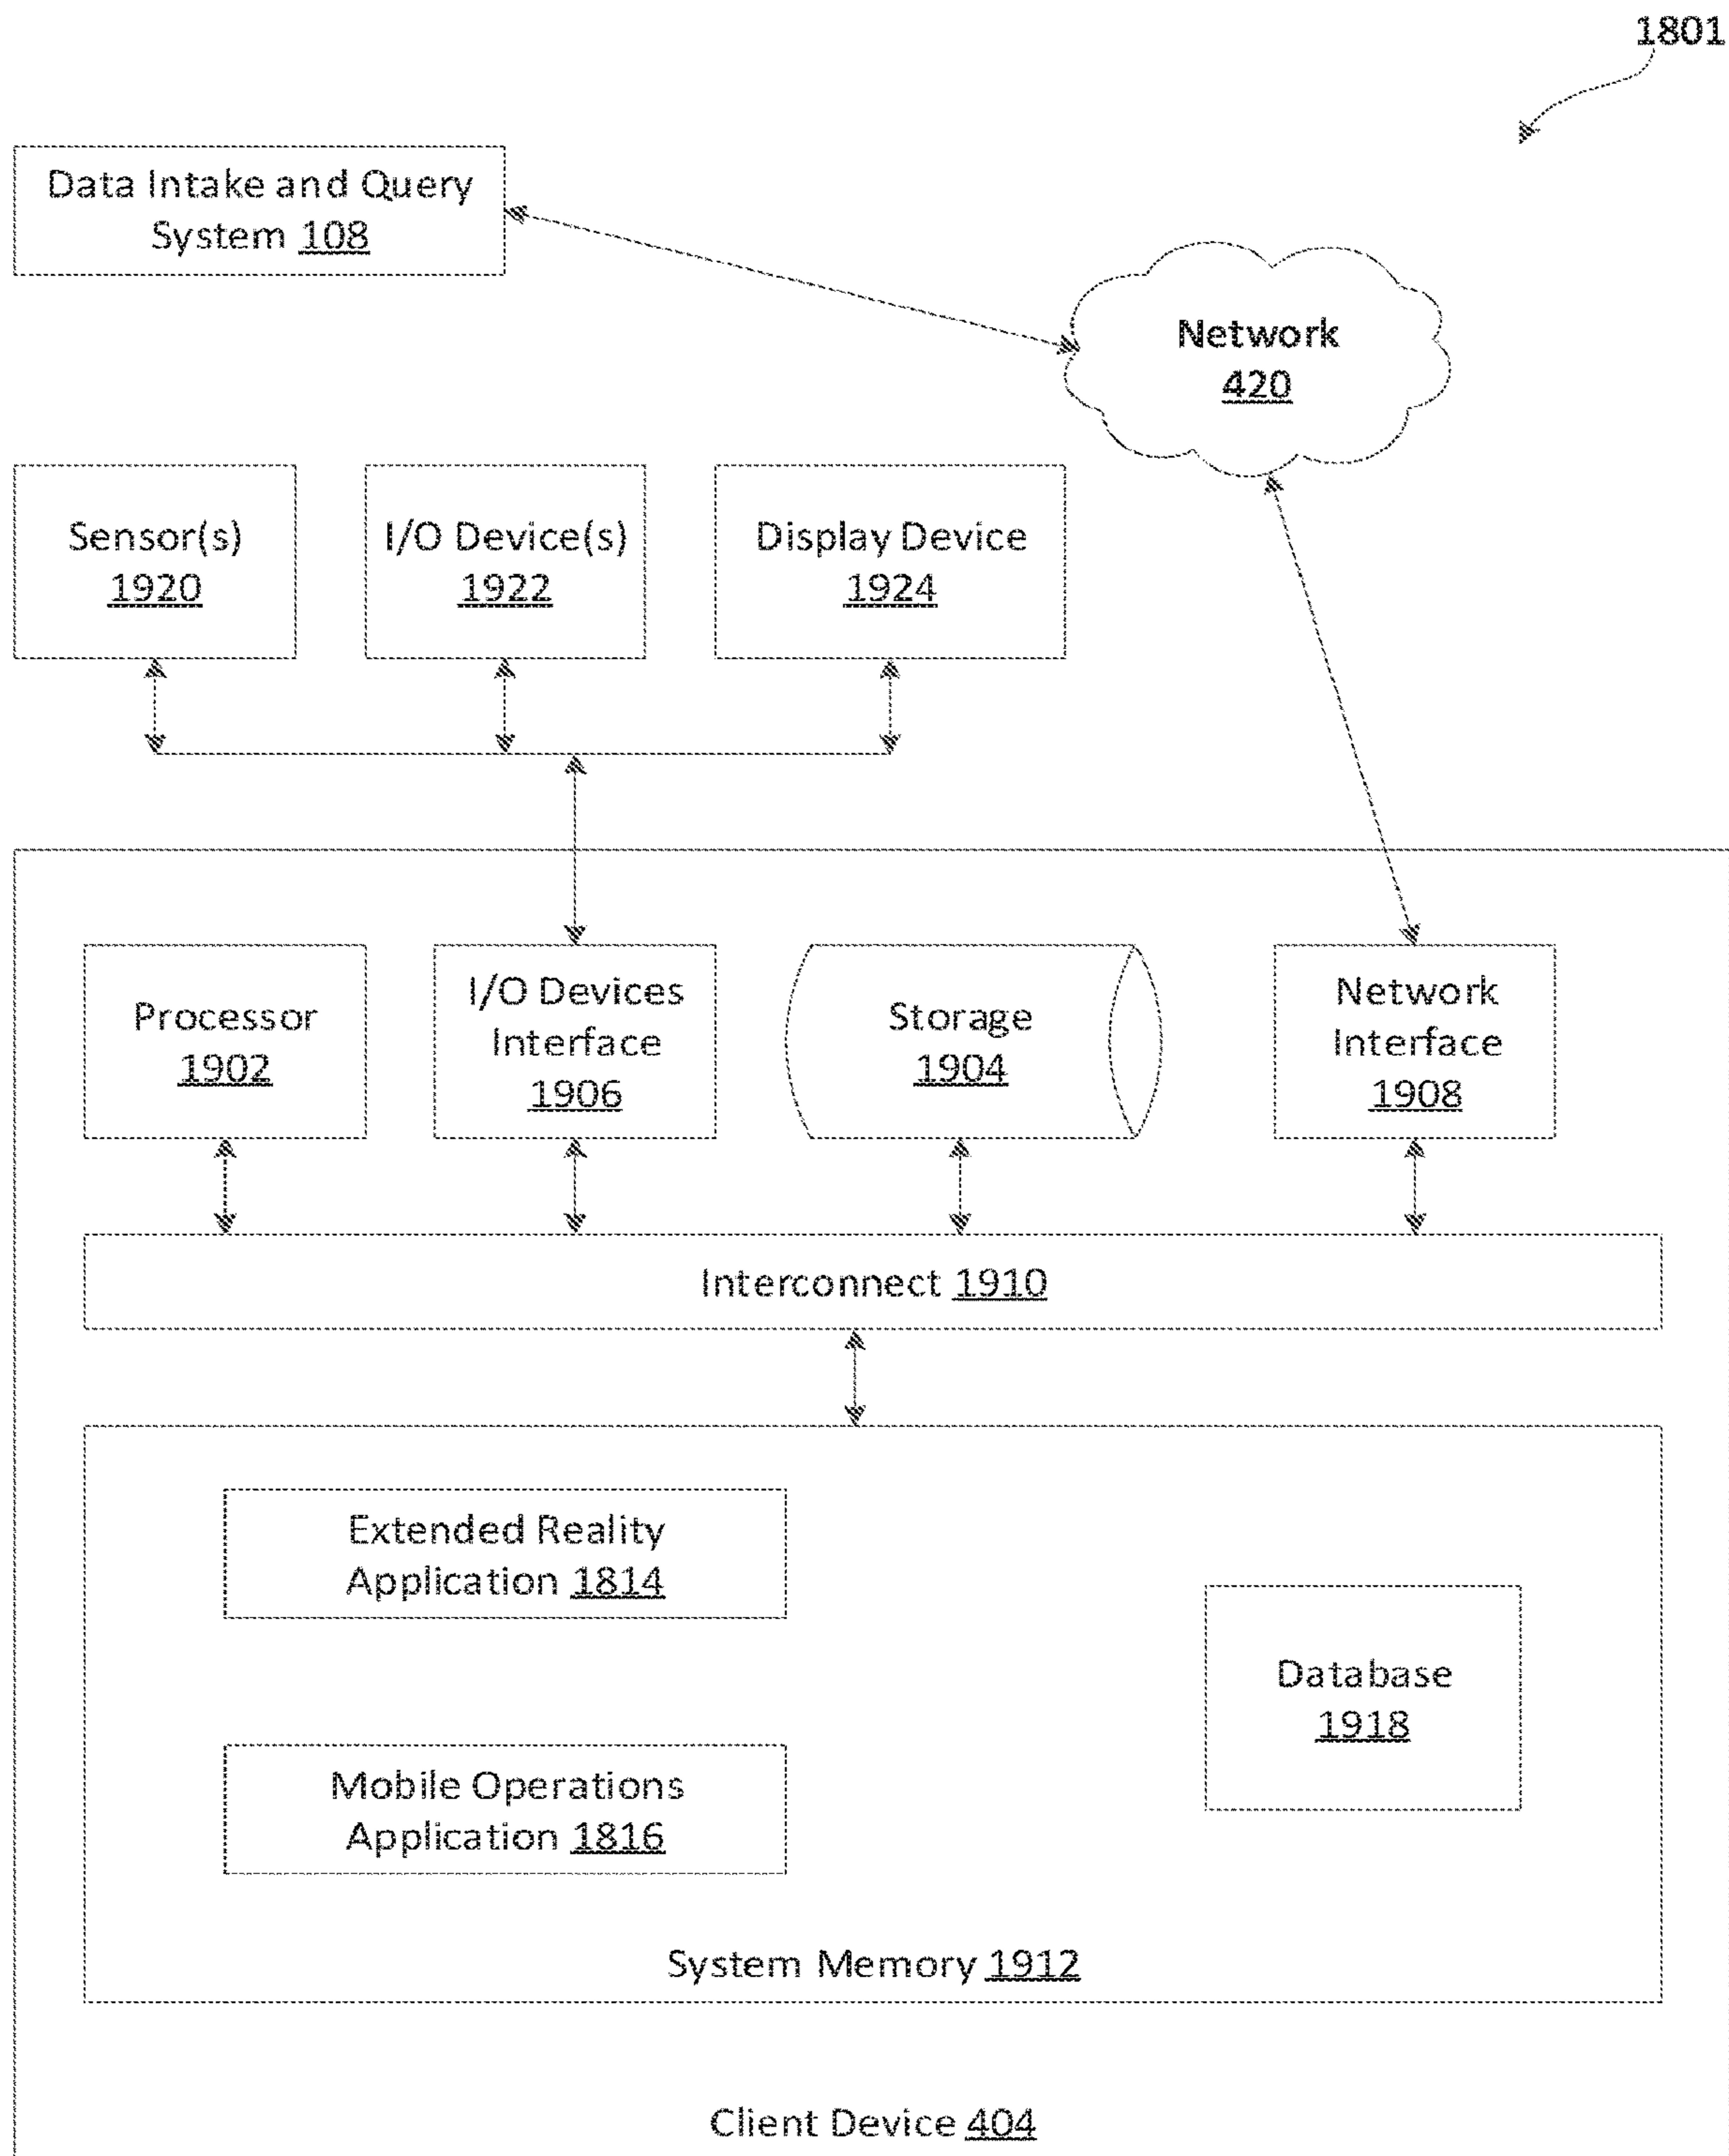 1801
Data Intake and Query
System 108
Network
420
Sensor(s)
1920
I/O Device(s)
1922
Display Device
1924
Processor
1902
I/O Devices
Interface
1906
Storage
1904
Network
Interface
1908
Interconnect 1910
Extended Reality
Application 1814
Database
1918
Mobile Operations
Application 1816
System Memory 1912
Client Device 404